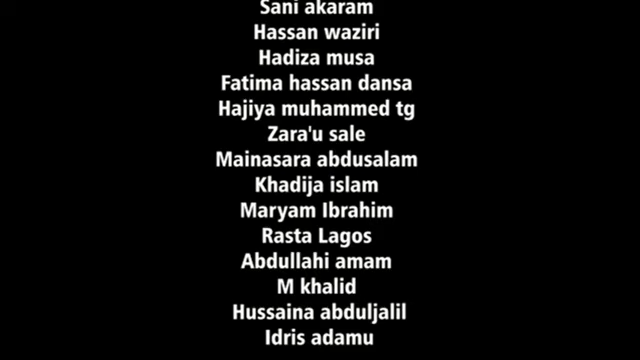 Sani akaram
Hassan waziri
Hadiza musa
Fatima hassan dansa
Hajiya muhammed tg
Zara'u sale
Mainasara abdusalam
Khadija islam
Maryam Ibrahim
Rasta Lagos
Abdullahi amam
M khalid
Hussaina abduljalil
Idris adamu